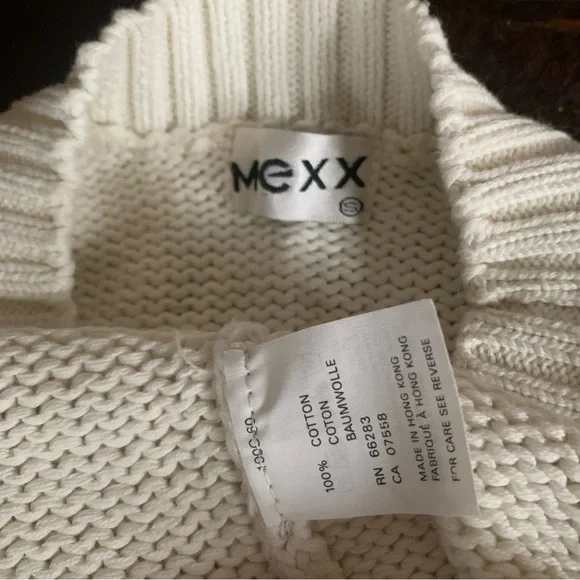 MEXX
S
100% COTTON
COTON
BAUMWOLLE
RN 66283
CA 07558
MADE IN HONG KONG
FABRIQUÉ À HONG KONG
FOR CARE SEE REVERSE